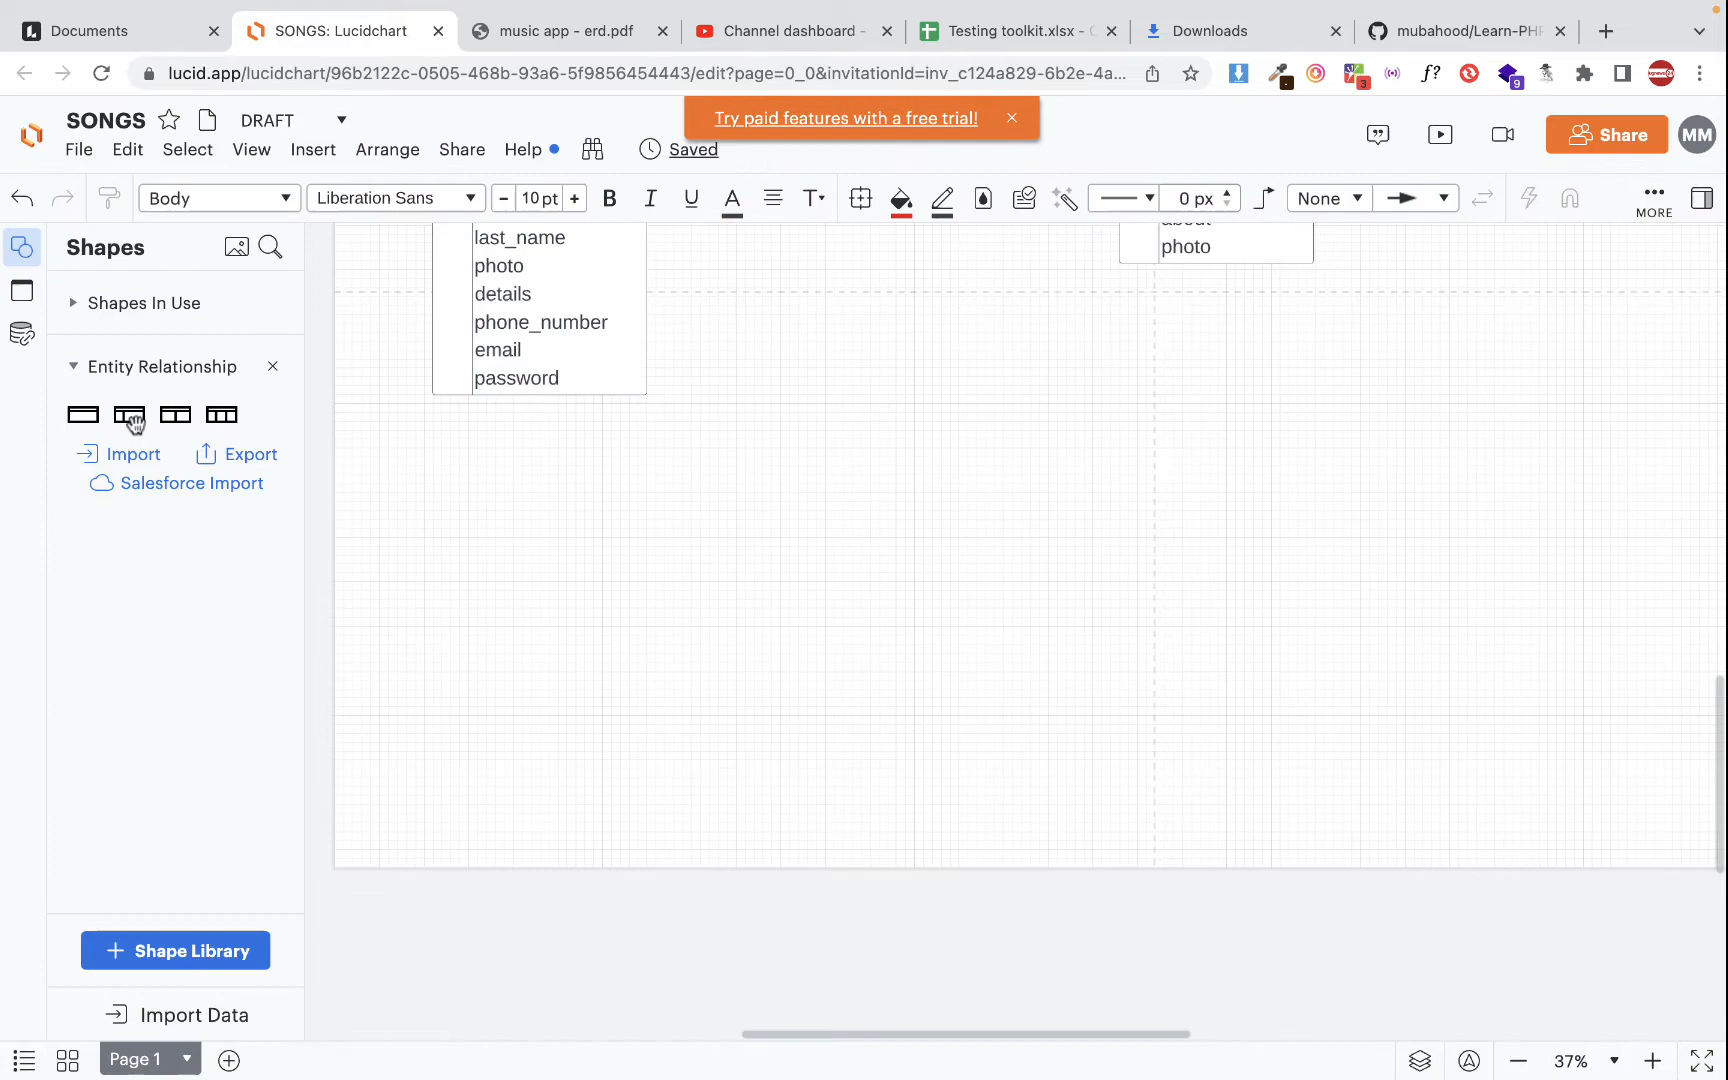 Documents
SONGS: Lucidchart
music app - erd.pdf
Channel dashboard -
Testing toolkit.xlsx - G
Downloads
mubahood/Learn-PHP
lucid.app/lucidchart/96b2122c-0505-468b-93a6-5f9856454443/edit?page=0_0&invitationId=inv_c124a829-6b2e-4a...
3
f?
9
SONGS
DRAFT
Try paid features with a free trial!
File Edit Select View Insert Arrange Share Help
Saved
Share
MM
Body
Liberation Sans
10 pt
B I U A T
0 px
None
MORE
Shapes
Shapes In Use
Entity Relationship
Import
Export
Salesforce Import
last_name
photo
details
phone_number
email
password
about
photo
Shape Library
Import Data
Page 1
37%